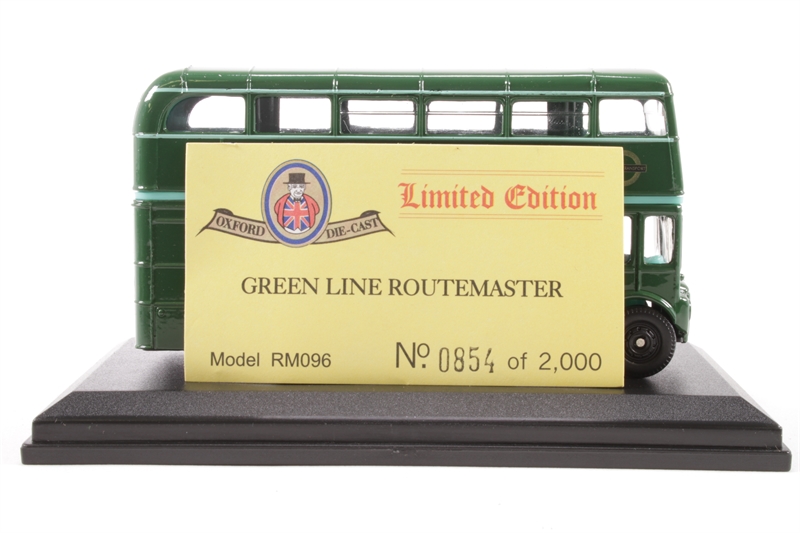 OXFORD DIE-CAST
Limited Edition
GREEN LINE ROUTEMASTER
Model RM096 No. 0854 of 2,000